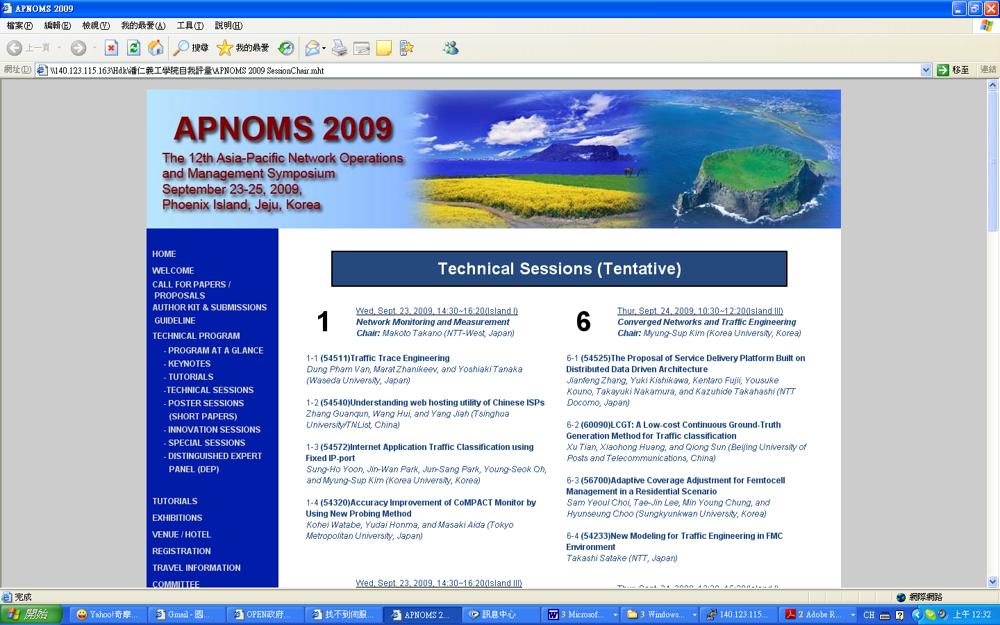 APNOMS 2009
檔案(F) 編輯(E) 檢視(V) 我的最愛(A) 工具(T) 說明(H)
上一頁 搜尋 我的最愛
網址(D) \\140.123.115.163\Hdk\潘仁義工學院自我評量\APNOMS 2009 SessionChair.mht 移至 連結
APNOMS 2009
The 12th Asia-Pacific Network Operations
and Management Symposium
September 23-25, 2009,
Phoenix Island, Jeju, Korea
HOME
WELCOME
CALL FOR PAPERS /
PROPOSALS
AUTHOR KIT & SUBMISSIONS
GUIDELINE
TECHNICAL PROGRAM
- PROGRAM AT A GLANCE
- KEYNOTES
- TUTORIALS
-TECHNICAL SESSIONS
- POSTER SESSIONS
(SHORT PAPERS)
- INNOVATION SESSIONS
- SPECIAL SESSIONS
- DISTINGUISHED EXPERT
PANEL (DEP)
TUTORIALS
EXHIBITIONS
VENUE / HOTEL
REGISTRATION
TRAVEL INFORMATION
COMMITTEE
Technical Sessions (Tentative)
1
Wed, Sept. 23, 2009, 14:30~16:20(Island I)
Network Monitoring and Measurement
Chair: Makoto Takano (NTT-West, Japan)
1-1 (54511)Traffic Trace Engineering
Dung Pham Van, Marat Zhanikeev, and Yoshiaki Tanaka
(Waseda University, Japan)
1-2 (54540)Understanding web hosting utility of Chinese ISPs
Zhang Guanqun, Wang Hui, and Yang Jiah (Tsinghua
University/TNList, China)
1-3 (54572)Internet Application Traffic Classification using
Fixed IP-port
Sung-Ho Yoon, Jin-Wan Park, Jun-Sang Park, Young-Seok Oh,
and Myung-Sup Kim (Korea University, Korea)
1-4 (54320)Accuracy Improvement of CoMPACT Monitor by
Using New Probing Method
Kohei Watabe, Yudai Honma, and Masaki Aida (Tokyo
Metropolitan University, Japan)
Wed, Sept. 23, 2009, 14:30~16:20(Island III)
6
Thur, Sept. 24, 2009, 10:30~12:20(Island III)
Converged Networks and Traffic Engineering
Chair: Myung-Sup Kim (Korea University, Korea)
6-1 (54525)The Proposal of Service Delivery Platform Built on
Distributed Data Driven Architecture
Jianfeng Zhang, Yuki Kishikawa, Kentaro Fujii, Yousuke
Kouno, Takayuki Nakamura, and Kazuhide Takahashi (NTT
Docomo, Japan)
6-2 (60090)LCGT: A Low-cost Continuous Ground-Truth
Generation Method for Traffic classification
Xu Tian, Xiaohong Huang, and Qiong Sun (Beijing University of
Posts and Telecommunications, China)
6-3 (56700)Adaptive Coverage Adjustment for Femtocell
Management in a Residential Scenario
Sam Yeoul Choi, Tae-Jin Lee, Min Young Chung, and
Hyunseung Choo (Sungkyunkwan University, Korea)
6-4 (54233)New Modeling for Traffic Engineering in FMC
Environment
Takashi Satake (NTT, Japan)
完成 網際網路
開始 Yahoo!奇摩... Gmail - 國... OPEN政府... 找不到伺服... APNOMS 2... 訊息中心 3 Microsof... 3 Windows... 140.123.115... 2 Adobe R... CH 上午 12:32